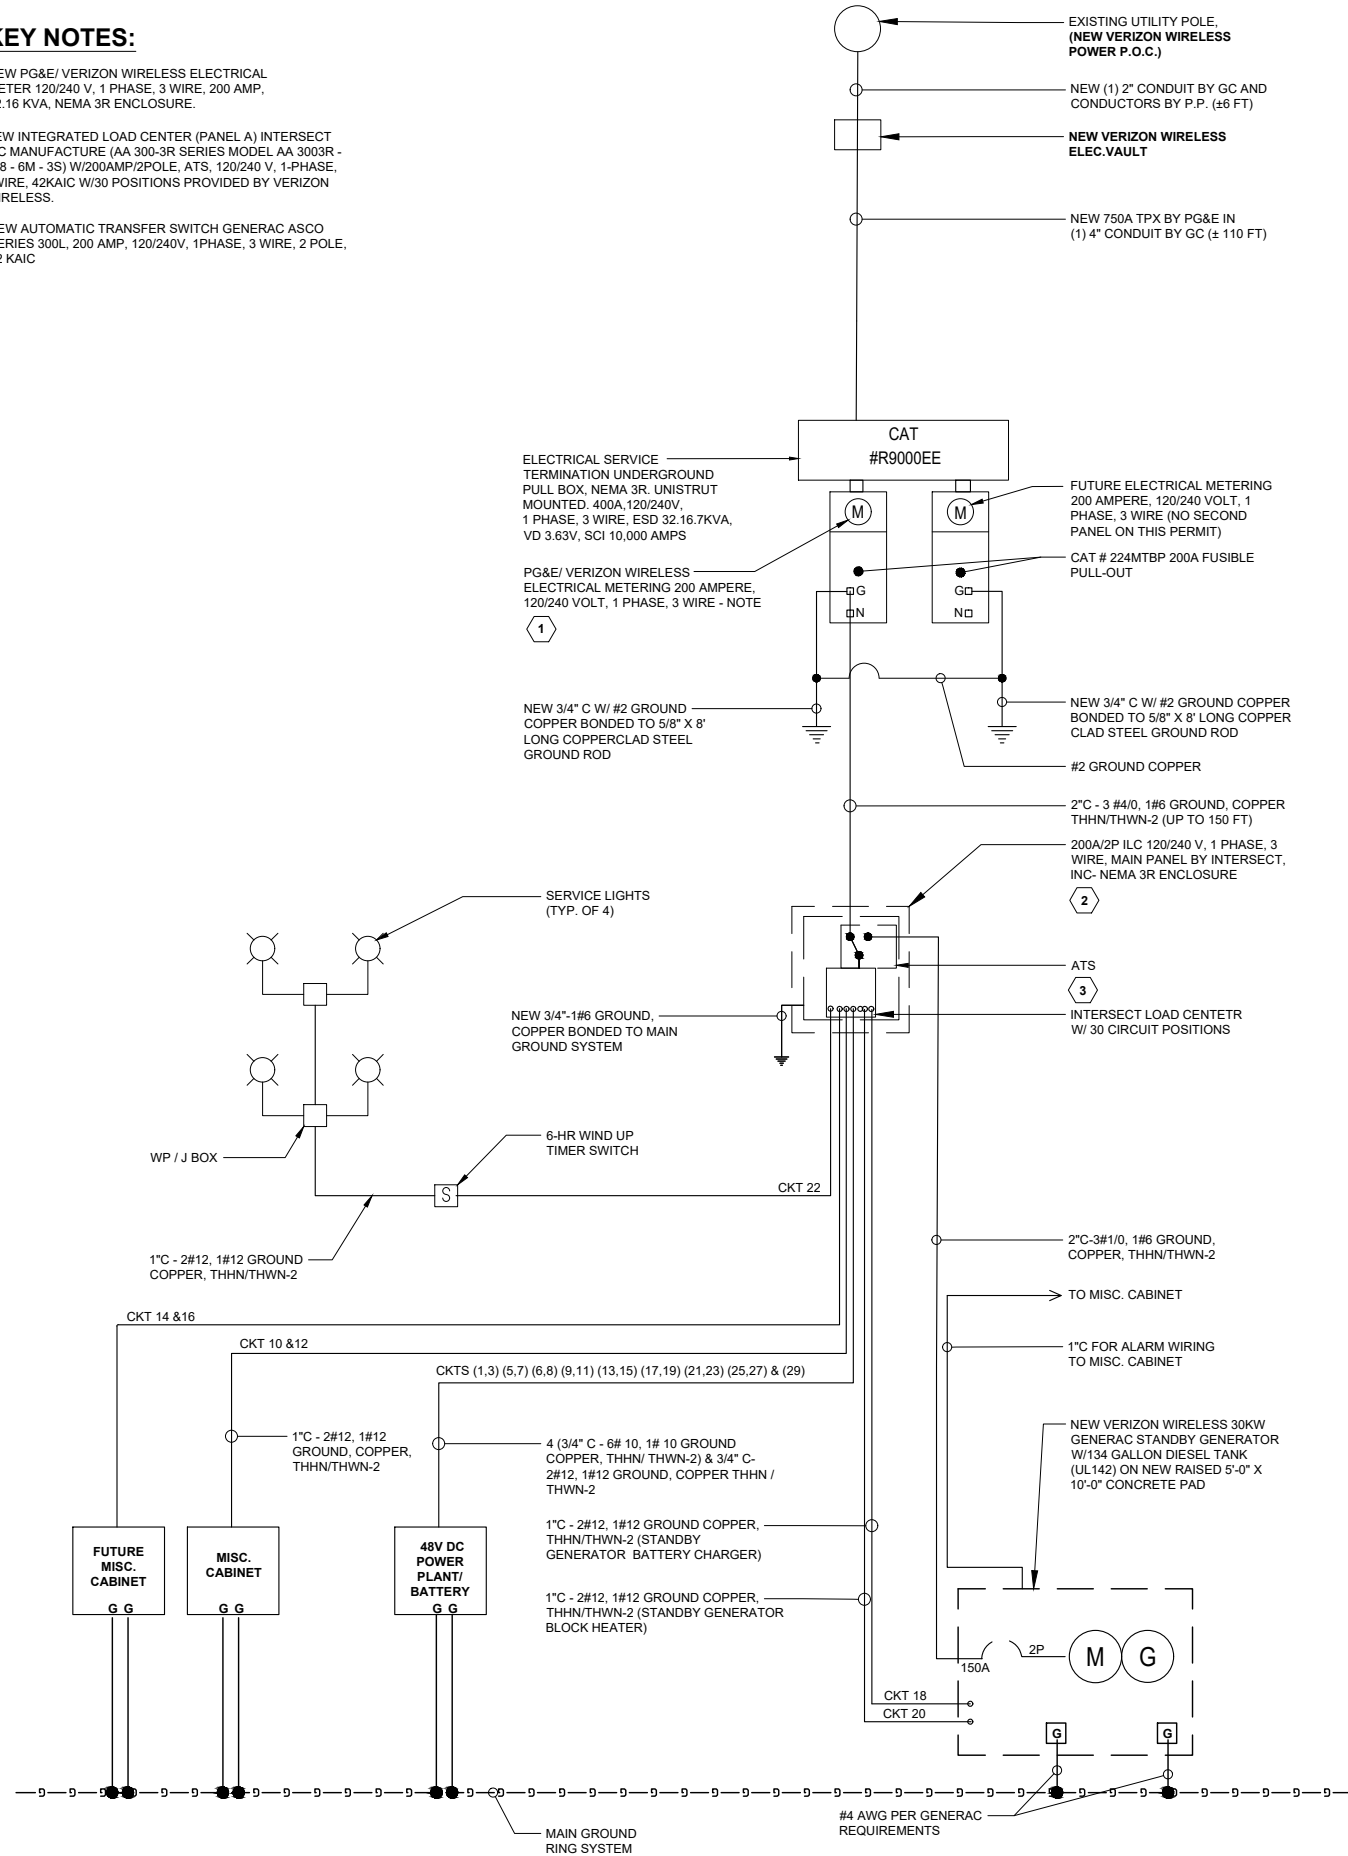 KEY NOTES:
EW PG&E/ VERIZON WIRELESS ELECTRICAL
ETER 120/240 V, 1 PHASE, 3 WIRE, 200 AMP,
2.16 KVA, NEMA 3R ENCLOSURE.
EW INTEGRATED LOAD CENTER (PANEL A) INTERSECT
C MANUFACTURE (AA 300-3R SERIES MODEL AA 3003R -
8 - 6M - 3S) W/200AMP/2POLE, ATS, 120/240 V, 1-PHASE,
WIRE, 42KAIC W/30 POSITIONS PROVIDED BY VERIZON
IRELESS.
EW AUTOMATIC TRANSFER SWITCH GENERAC ASCO
ERIES 300L, 200 AMP, 120/240V, 1PHASE, 3 WIRE, 2 POLE,
2 KAIC
EXISTING UTILITY POLE,
(NEW VERIZON WIRELESS
POWER P.O.C.)
NEW (1) 2" CONDUIT BY GC AND
CONDUCTORS BY P.P. (±6 FT)
NEW VERIZON WIRELESS
ELEC.VAULT
NEW 750A TPX BY PG&E IN
(1) 4" CONDUIT BY GC (± 110 FT)
CAT
#R9000EE
ELECTRICAL SERVICE
TERMINATION UNDERGROUND
PULL BOX, NEMA 3R. UNISTRUT
MOUNTED. 400A,120/240V,
1 PHASE, 3 WIRE, ESD 32.16.7KVA,
VD 3.63V, SCI 10,000 AMPS
PG&E/ VERIZON WIRELESS
ELECTRICAL METERING 200 AMPERE,
120/240 VOLT, 1 PHASE, 3 WIRE - NOTE
1
M
M
G
N
G
N
FUTURE ELECTRICAL METERING
200 AMPERE, 120/240 VOLT, 1
PHASE, 3 WIRE (NO SECOND
PANEL ON THIS PERMIT)
CAT # 224MTBP 200A FUSIBLE
PULL-OUT
NEW 3/4" C W/ #2 GROUND
COPPER BONDED TO 5/8" X 8'
LONG COPPERCLAD STEEL
GROUND ROD
NEW 3/4" C W/ #2 GROUND COPPER
BONDED TO 5/8" X 8' LONG COPPER
CLAD STEEL GROUND ROD
#2 GROUND COPPER
2"C - 3 #4/0, 1#6 GROUND, COPPER
THHN/THWN-2 (UP TO 150 FT)
200A/2P ILC 120/240 V, 1 PHASE, 3
WIRE, MAIN PANEL BY INTERSECT,
INC- NEMA 3R ENCLOSURE
2
SERVICE LIGHTS
(TYP. OF 4)
ATS
3
NEW 3/4"-1#6 GROUND,
COPPER BONDED TO MAIN
GROUND SYSTEM
INTERSECT LOAD CENTETR
W/ 30 CIRCUIT POSITIONS
6-HR WIND UP
TIMER SWITCH
WP / J BOX
S
CKT 22
1"C - 2#12, 1#12 GROUND
COPPER, THHN/THWN-2
2"C-3#1/0, 1#6 GROUND,
COPPER, THHN/THWN-2
TO MISC. CABINET
CKT 14 &16
CKT 10 &12
1"C FOR ALARM WIRING
TO MISC. CABINET
CKTS (1,3) (5,7) (6,8) (9,11) (13,15) (17,19) (21,23) (25,27) & (29)
1"C - 2#12, 1#12
GROUND, COPPER,
THHN/THWN-2
4 (3/4" C - 6# 10, 1# 10 GROUND
COPPER, THHN/ THWN-2) & 3/4" C-
2#12, 1#12 GROUND, COPPER THHN /
THWN-2
NEW VERIZON WIRELESS 30KW
GENERAC STANDBY GENERATOR
W/134 GALLON DIESEL TANK
(UL142) ON NEW RAISED 5'-0" X
10'-0" CONCRETE PAD
1"C - 2#12, 1#12 GROUND COPPER,
THHN/THWN-2 (STANDBY
GENERATOR BATTERY CHARGER)
1"C - 2#12, 1#12 GROUND COPPER,
THHN/THWN-2 (STANDBY GENERATOR
BLOCK HEATER)
FUTURE
MISC.
CABINET
G G
MISC.
CABINET
G G
48V DC
POWER
PLANT/
BATTERY
G G
150A
2P
M
G
CKT 18
CKT 20
G
G
G G G G G G G G G G G G G G G G G G G G G G G G G G G G G G
#4 AWG PER GENERAC
REQUIREMENTS
MAIN GROUND
RING SYSTEM